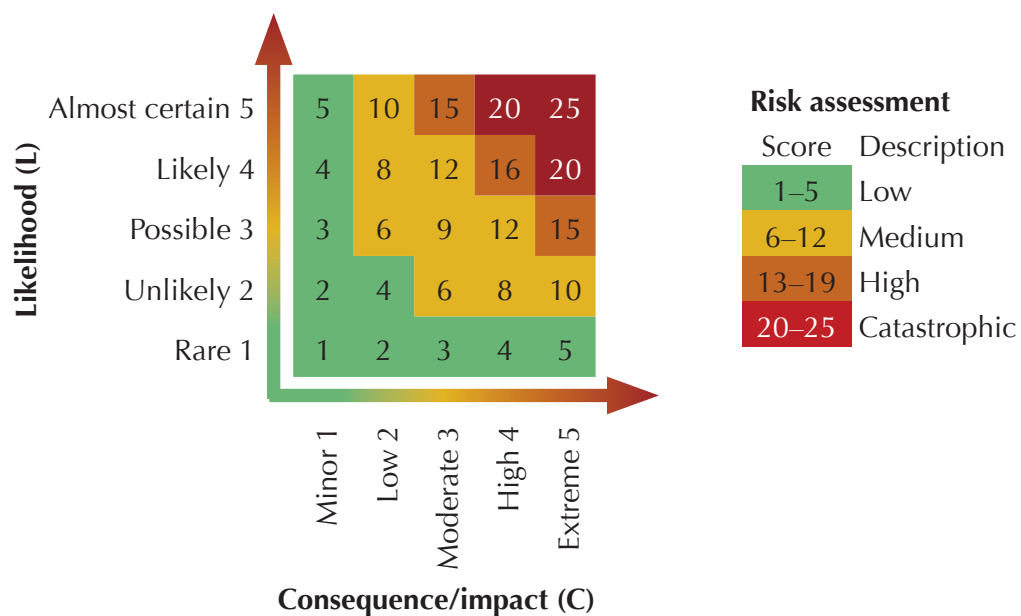 Likelihood (L)
Almost certain 5 5 10 15 20 25
Likely 4 4 8 12 16 20
Possible 3 3 6 9 12 15
Unlikely 2 2 4 6 8 10
Rare 1 1 2 3 4 5
Minor 1
Low 2
Moderate 3
High 4
Extreme 5
Consequence/impact (C)
Risk assessment
Score Description
1–5 Low
6–12 Medium
13–19 High
20–25 Catastrophic